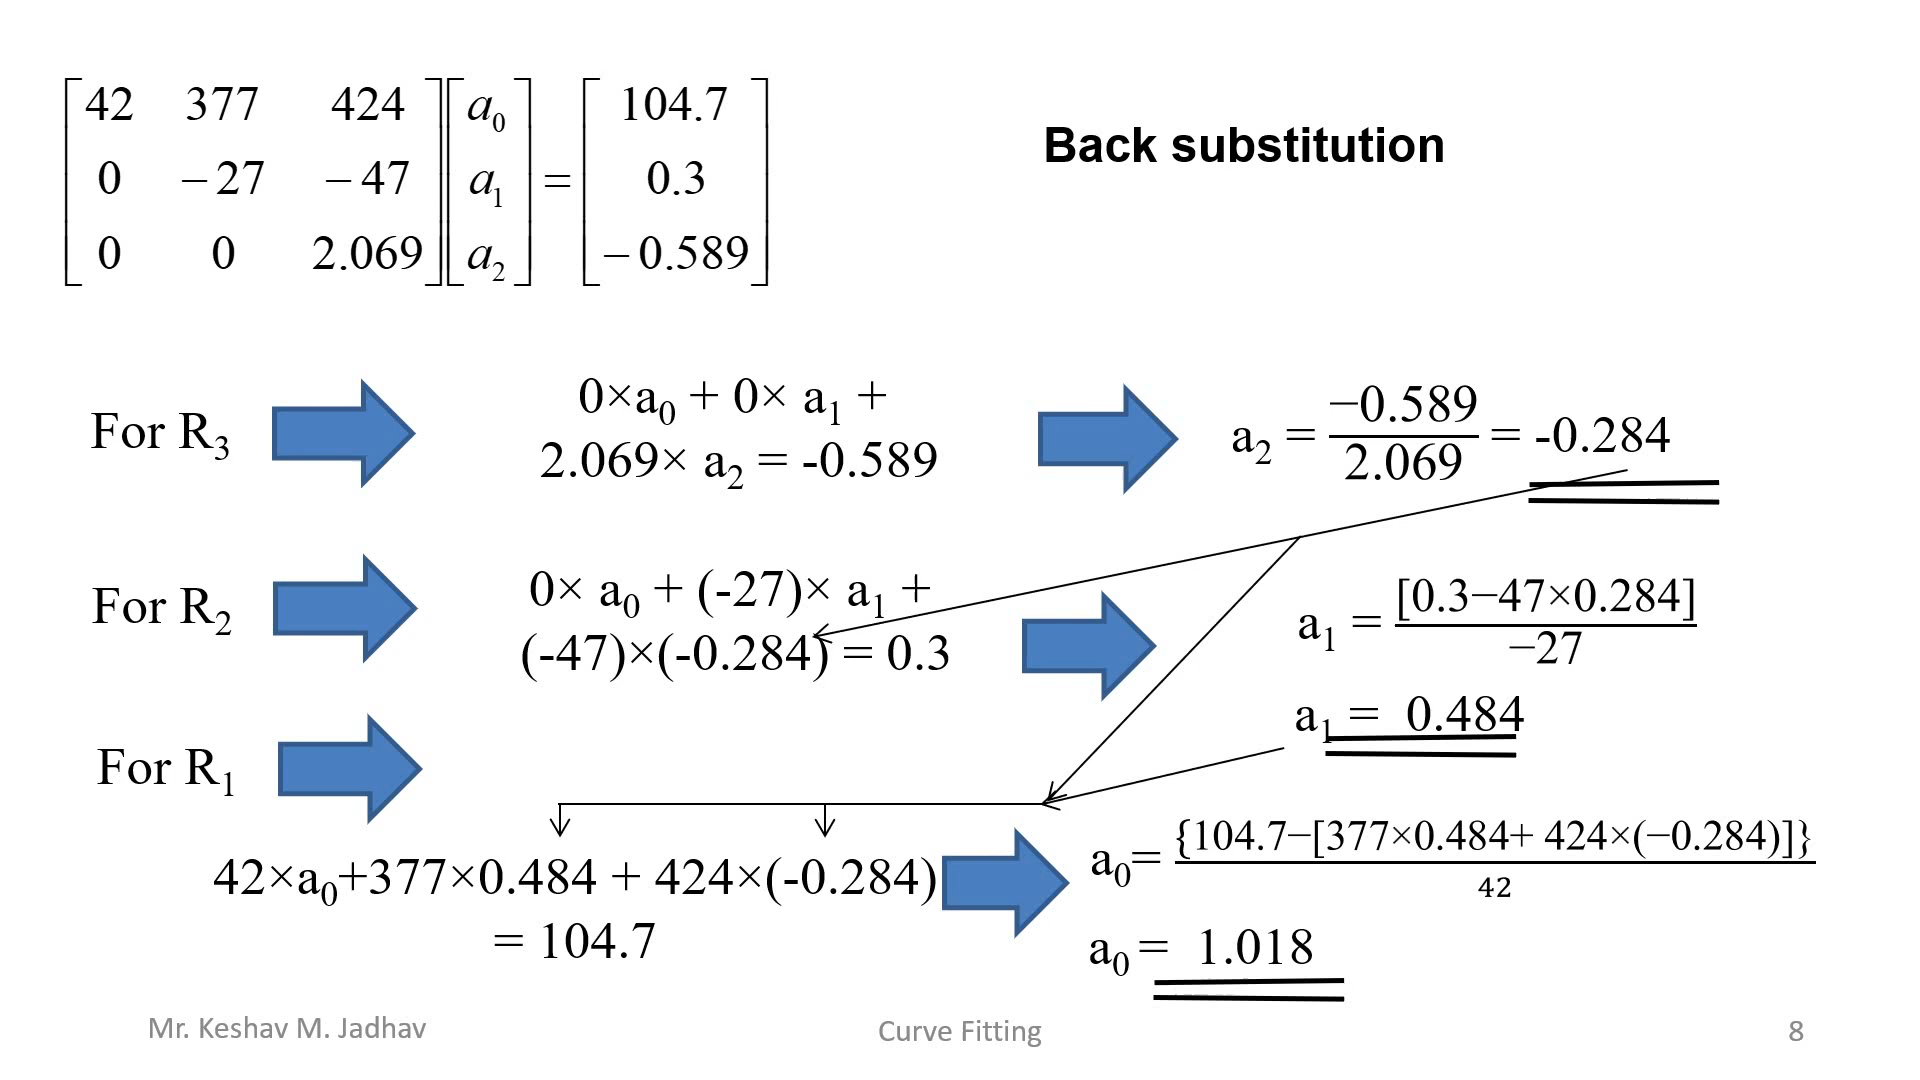 42 377 424 a₀ 104.7
0 −27 −47 a₁ = 0.3
0 0 2.069 a₂ −0.589
Back substitution
For R₃
0×a₀ + 0× a₁ +
2.069× a₂ = -0.589
a₂ = −0.589/2.069 = -0.284
For R₂
0× a₀ + (-27)× a₁ +
(-47)×(-0.284) = 0.3
a₁ = [0.3−47×0.284]/−27
a₁ = 0.484
For R₁
42×a₀+377×0.484 + 424×(-0.284)
= 104.7
a₀= {104.7−[377×0.484+ 424×(−0.284)]}/42
a₀ = 1.018
Mr. Keshav M. Jadhav
Curve Fitting
8